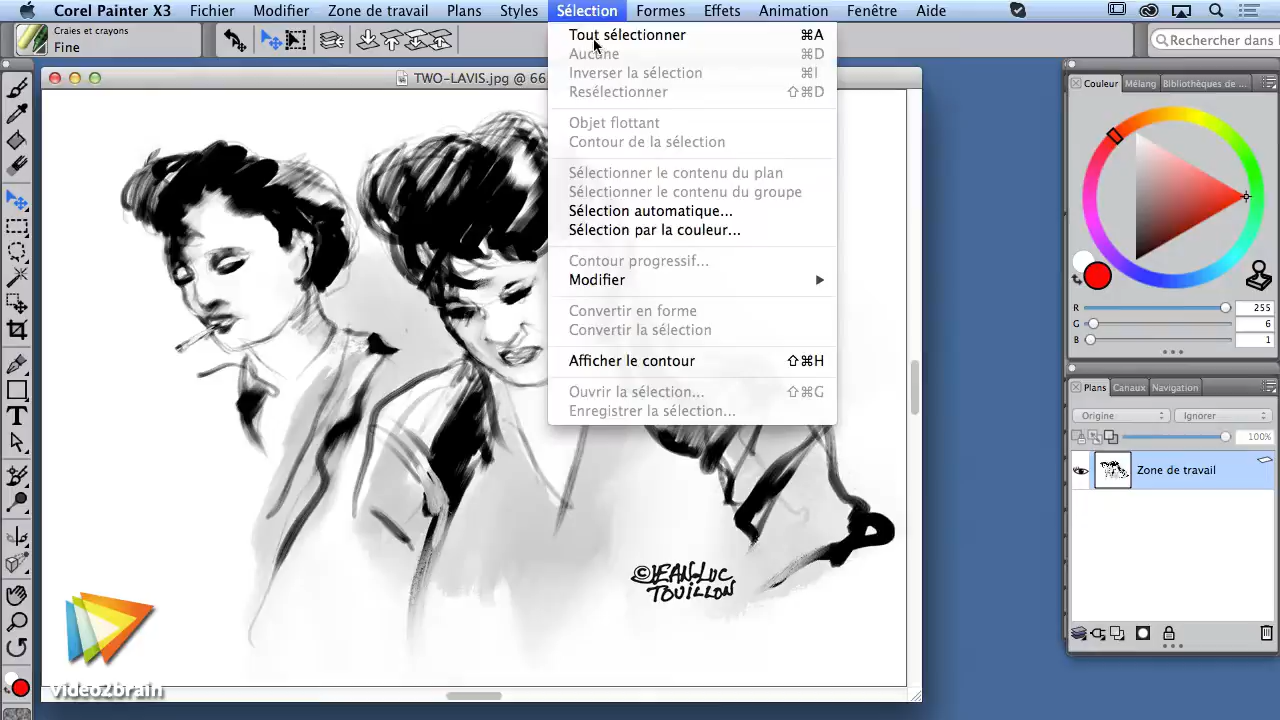 Corel Painter X3 Fichier Modifier Zone de travail Plans Styles Sélection Formes Effets Animation Fenêtre Aide
Craies et crayons
Fine
Rechercher dans
TWO-LAVIS.jpg @ 66
Tout sélectionner ⌘A
Aucune ⌘D
Inverser la sélection ⌘I
Resélectionner ⇧⌘D
Objet flottant
Contour de la sélection
Sélectionner le contenu du plan
Sélectionner le contenu du groupe
Sélection automatique...
Sélection par la couleur...
Contour progressif...
Modifier
Convertir en forme
Convertir la sélection
Afficher le contour ⇧⌘H
Ouvrir la sélection... ⇧⌘G
Enregistrer la sélection...
Couleur Mélang Bibliothèques de ...
R 255
G 6
B 1
Plans Canaux Navigation
Origine Ignorer
100%
Zone de travail
©JEAN-LUC
TOUILLON
video2brain